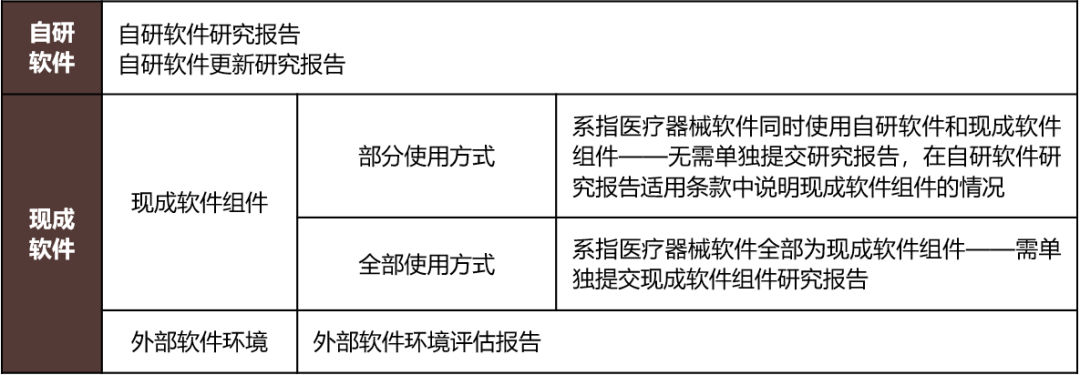 自研
软件
自研软件研究报告
自研软件更新研究报告
现成
软件
现成软件组件
部分使用方式
系指医疗器械软件同时使用自研软件和现成软件
组件——无需单独提交研究报告，在自研软件研
究报告适用条款中说明现成软件组件的情况
全部使用方式
系指医疗器械软件全部为现成软件组件——需单
独提交现成软件组件研究报告
外部软件环境
外部软件环境评估报告